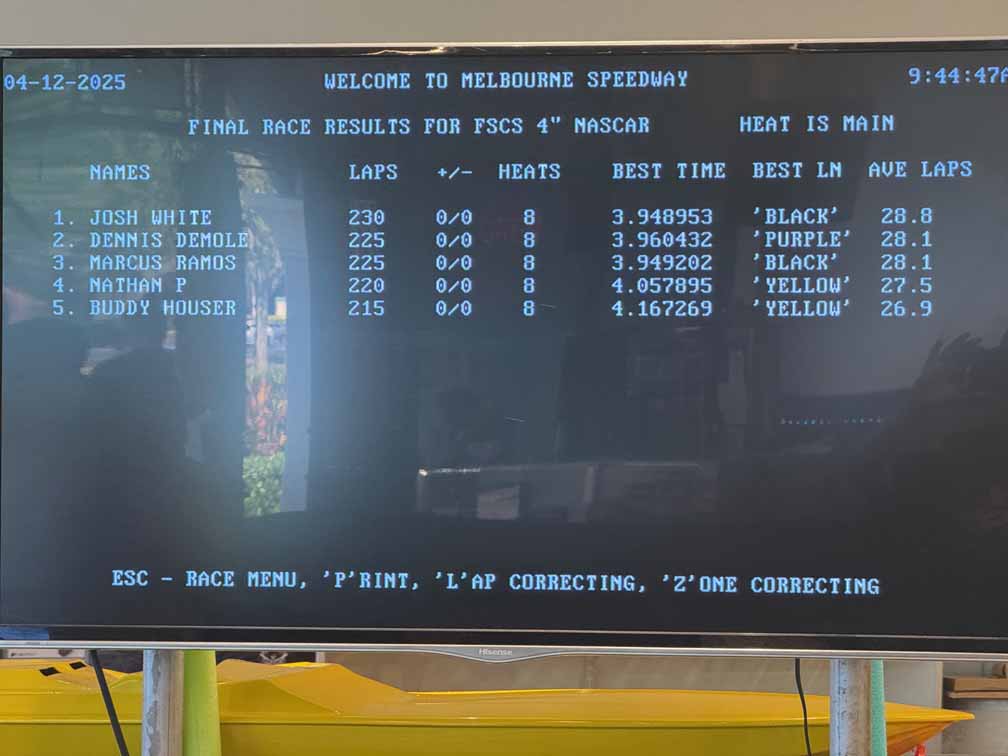 04-12-2025 WELCOME TO MELBOURNE SPEEDWAY 9:44:47A
FINAL RACE RESULTS FOR FSCS 4" NASCAR HEAT IS MAIN
NAMES LAPS +/- HEATS BEST TIME BEST LN AVE LAPS
1. JOSH WHITE 230 0/0 8 3.948953 'BLACK' 28.8
2. DENNIS DEMOLE 225 0/0 8 3.960432 'PURPLE' 28.1
3. MARCUS RAMOS 225 0/0 8 3.949202 'BLACK' 28.1
4. NATHAN P 220 0/0 8 4.057895 'YELLOW' 27.5
5. BUDDY HOUSER 215 0/0 8 4.167269 'YELLOW' 26.9
ESC - RACE MENU, 'P'RINT, 'L'AP CORRECTING, 'Z'ONE CORRECTING
Hisense